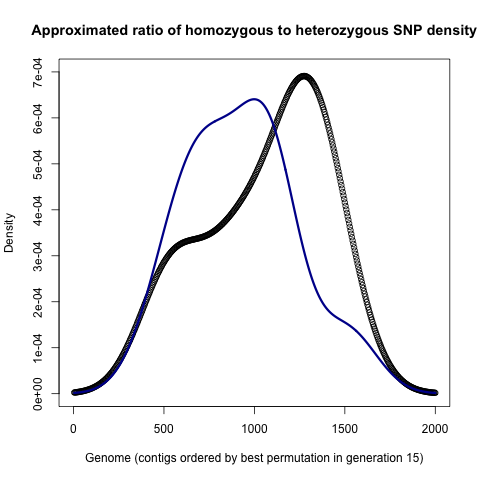 Approximated ratio of homozygous to heterozygous SNP density
Density
7e-04
6e-04
5e-04
4e-04
3e-04
2e-04
1e-04
0e+00
0 500 1000 1500 2000
Genome (contigs ordered by best permutation in generation 15)